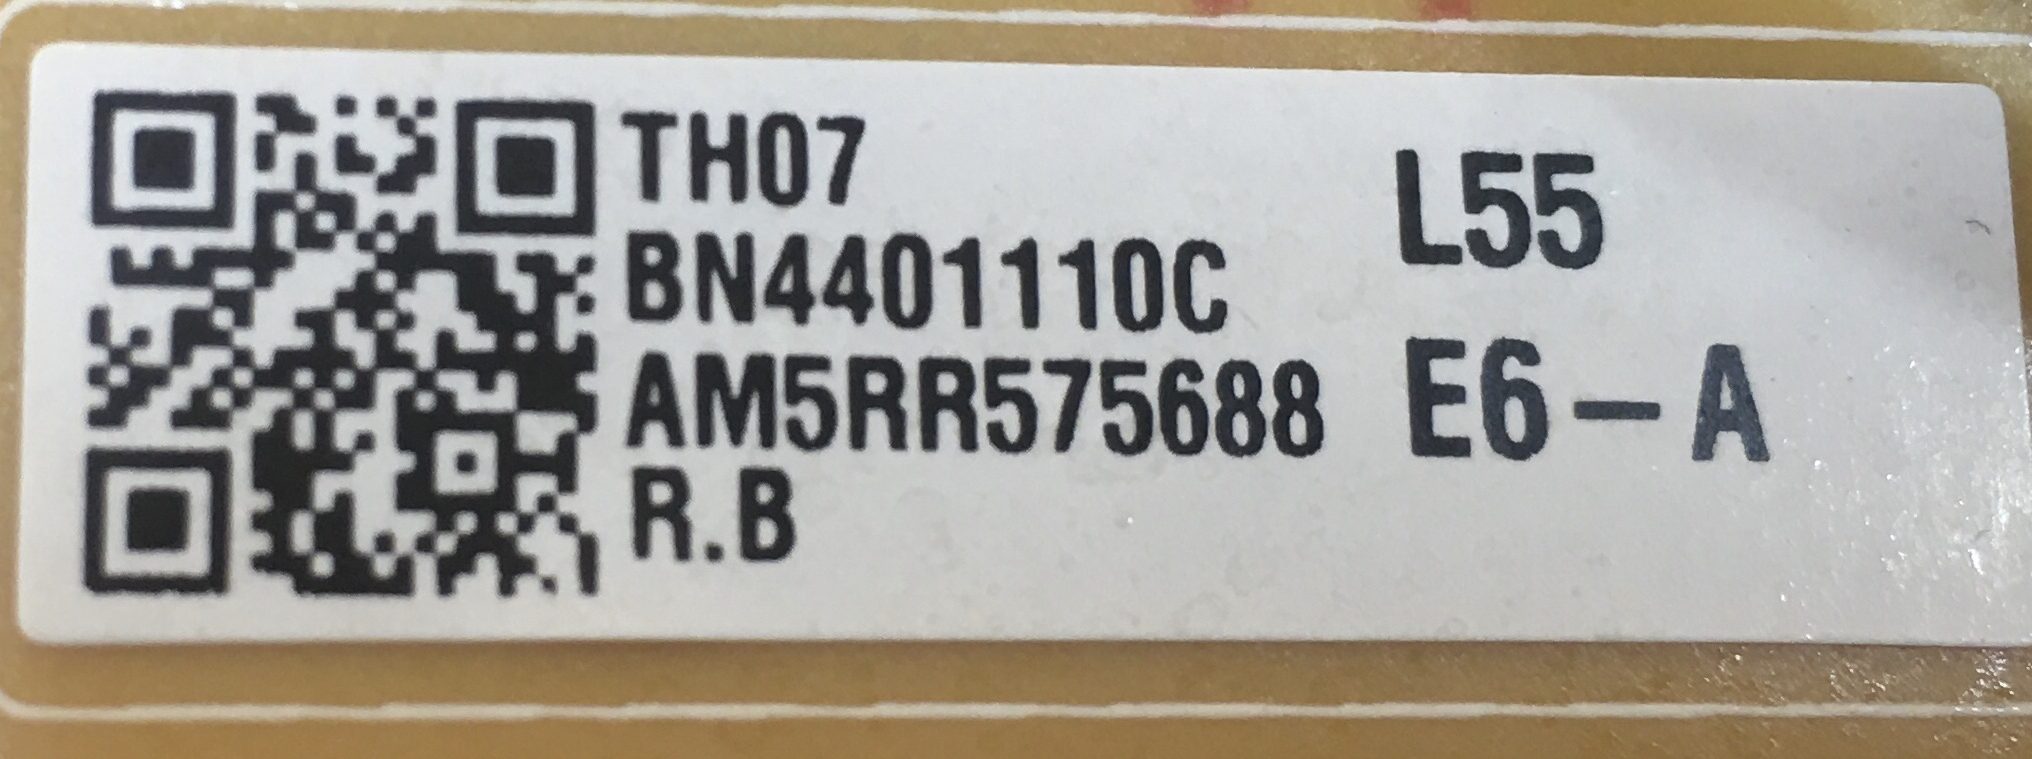 TH07
BN4401110C
AM5RR575688
R.B
L55
E6-A